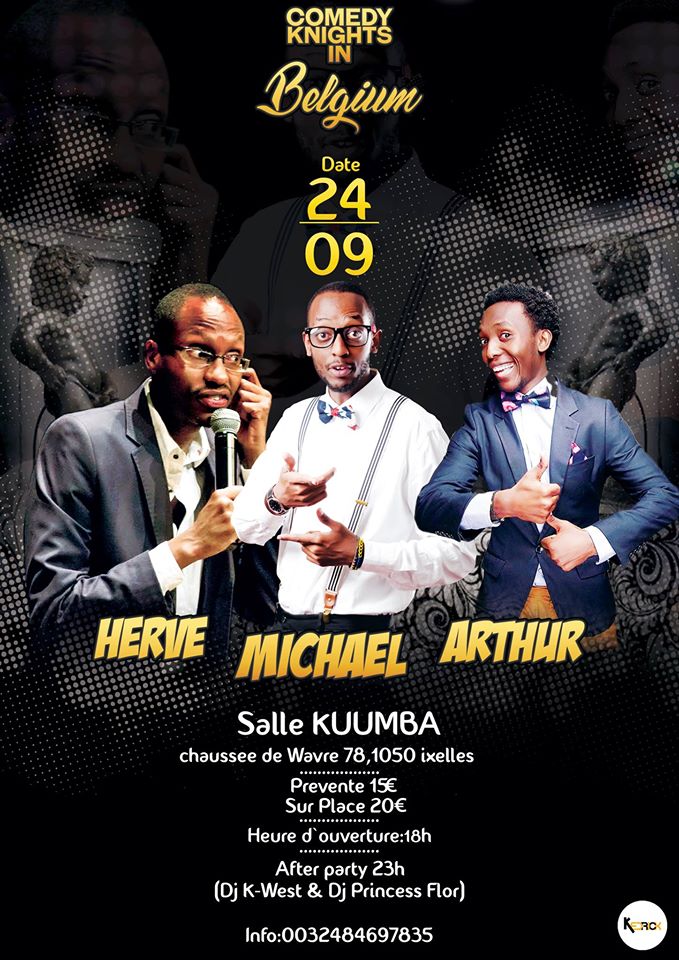 COMEDY
KNIGHTS
IN
Belgium
Date
24
09
HERVE
MICHAEL
ARTHUR
Salle KUUMBA
chaussee de Wavre 78,1050 ixelles
Prevente 15€
Sur Place 20€
Heure d`ouverture:18h
After party 23h
(Dj K-West & Dj Princess Flor)
Info:0032484697835